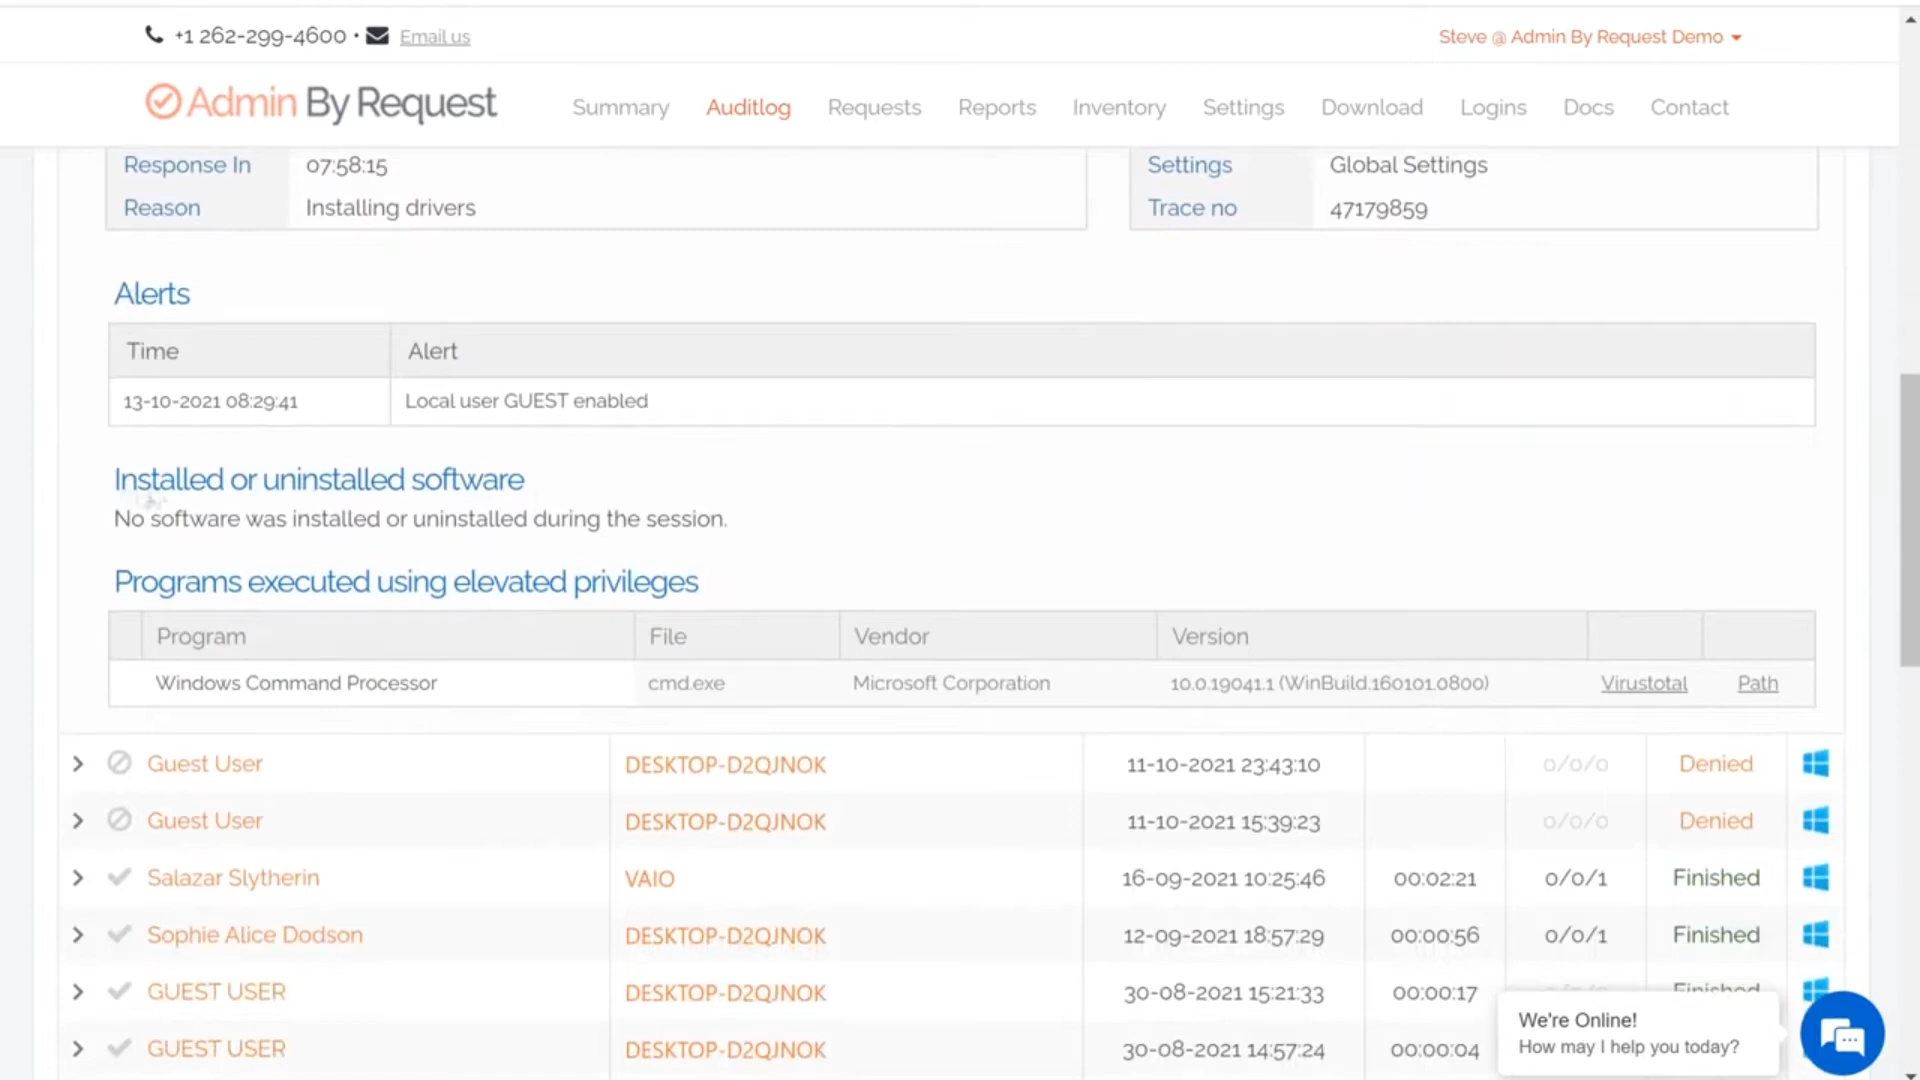 +1 262-299-4600 • Email us
Steve @ Admin By Request Demo
Admin By Request
Summary Auditlog Requests Reports Inventory Settings Download Logins Docs Contact
Response In 07:58:15 Settings Global Settings
Reason Installing drivers Trace no 47179859
Alerts
Time Alert
13-10-2021 08:29:41 Local user GUEST enabled
Installed or uninstalled software
No software was installed or uninstalled during the session.
Programs executed using elevated privileges
Program File Vendor Version
Windows Command Processor cmd.exe Microsoft Corporation 10.0.19041.1 (WinBuild.160101.0800) Virustotal Path
Guest User DESKTOP-D2QJNOK 11-10-2021 23:43:10 0/0/0 Denied
Guest User DESKTOP-D2QJNOK 11-10-2021 15:39:23 0/0/0 Denied
Salazar Slytherin VAIO 16-09-2021 10:25:46 00:02:21 0/0/1 Finished
Sophie Alice Dodson DESKTOP-D2QJNOK 12-09-2021 18:57:29 00:00:56 0/0/1 Finished
GUEST USER DESKTOP-D2QJNOK 30-08-2021 15:21:33 00:00:17 Finished
GUEST USER DESKTOP-D2QJNOK 30-08-2021 14:57:24 00:00:04
We're Online!
How may I help you today?